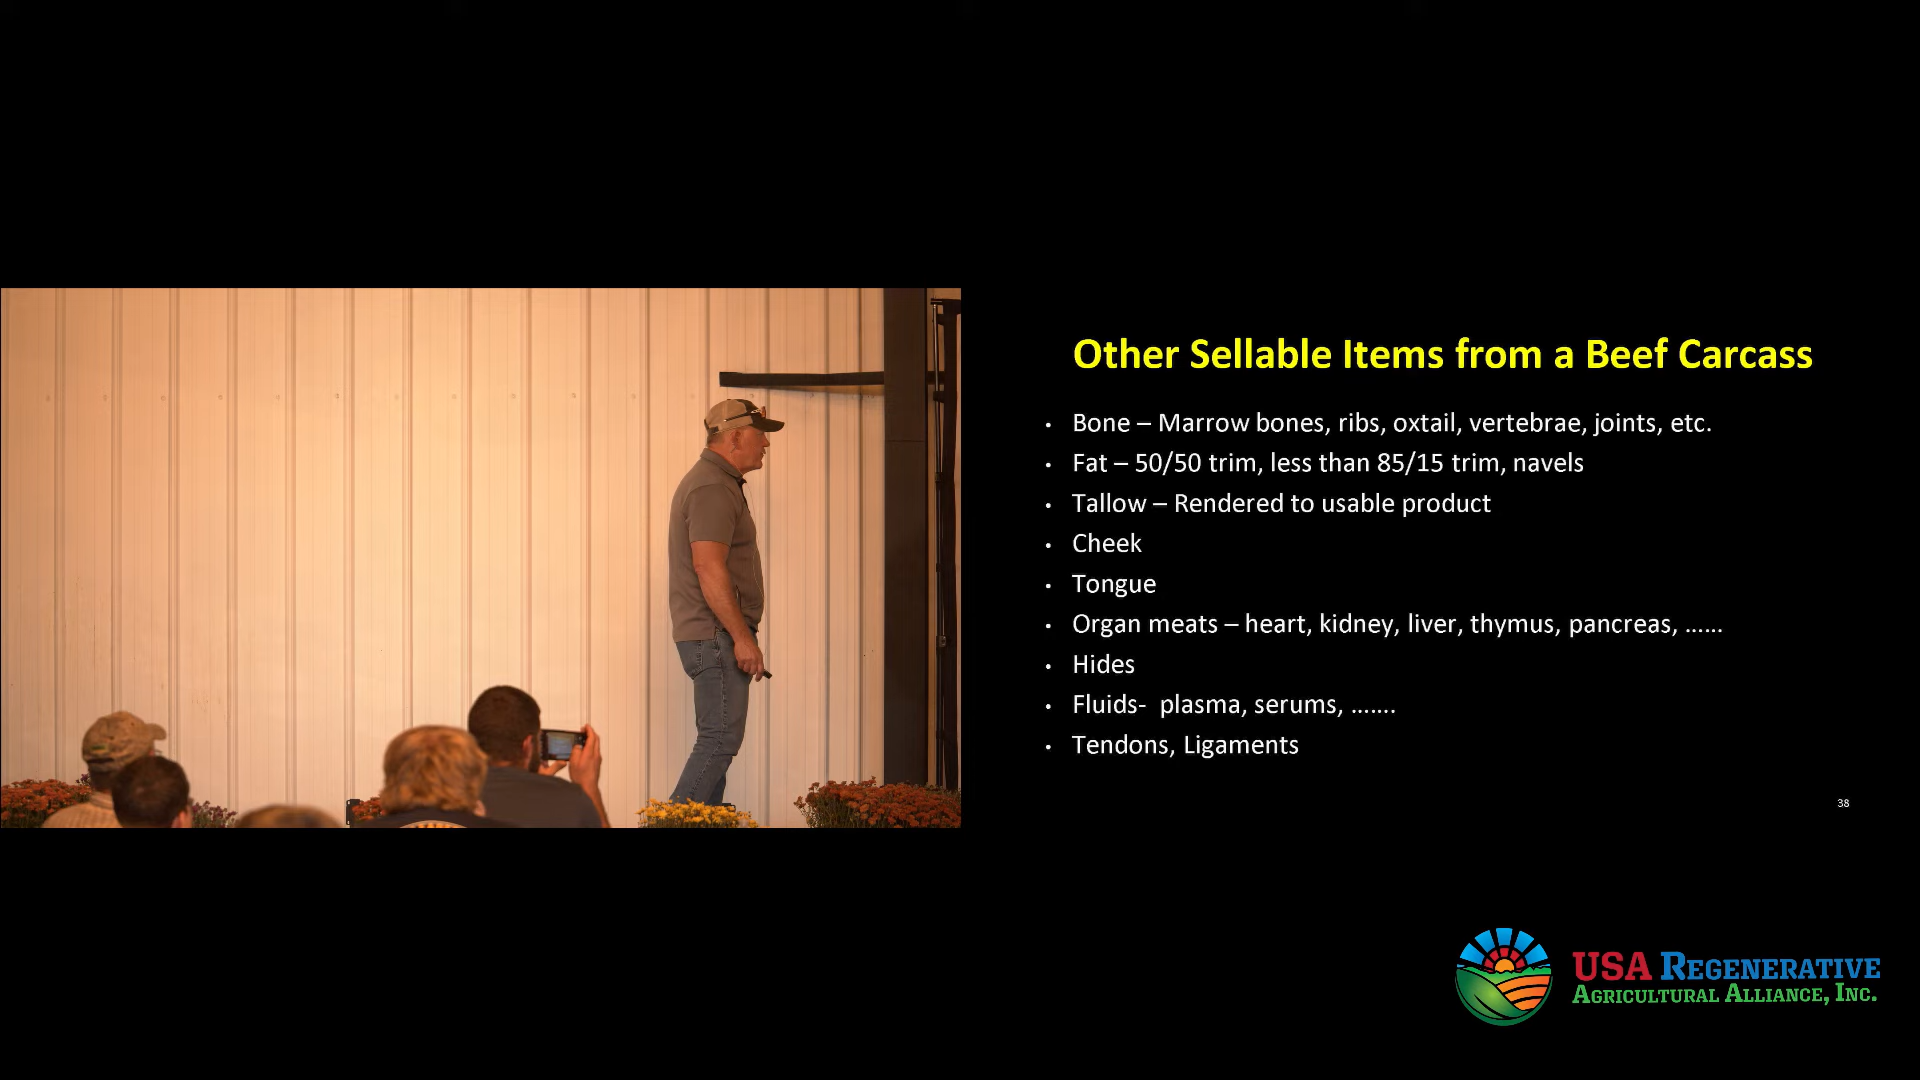 Other Sellable Items from a Beef Carcass
• Bone – Marrow bones, ribs, oxtail, vertebrae, joints, etc.
• Fat – 50/50 trim, less than 85/15 trim, navels
• Tallow – Rendered to usable product
• Cheek
• Tongue
• Organ meats – heart, kidney, liver, thymus, pancreas, ......
• Hides
• Fluids-  plasma, serums, .......
• Tendons, Ligaments
38
USA REGENERATIVE
AGRICULTURAL ALLIANCE, INC.